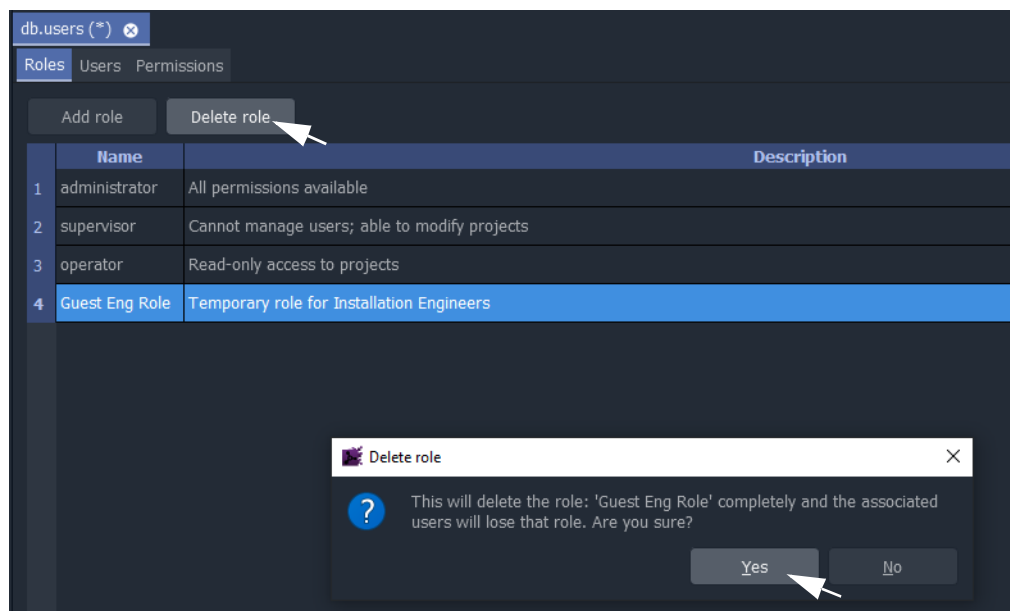 db.users (*)
Roles Users Permissions
Add role Delete role
Name Description
1 administrator All permissions available
2 supervisor Cannot manage users; able to modify projects
3 operator Read-only access to projects
4 Guest Eng Role Temporary role for Installation Engineers
Delete role
?
This will delete the role: 'Guest Eng Role' completely and the associated
users will lose that role. Are you sure?
Yes No